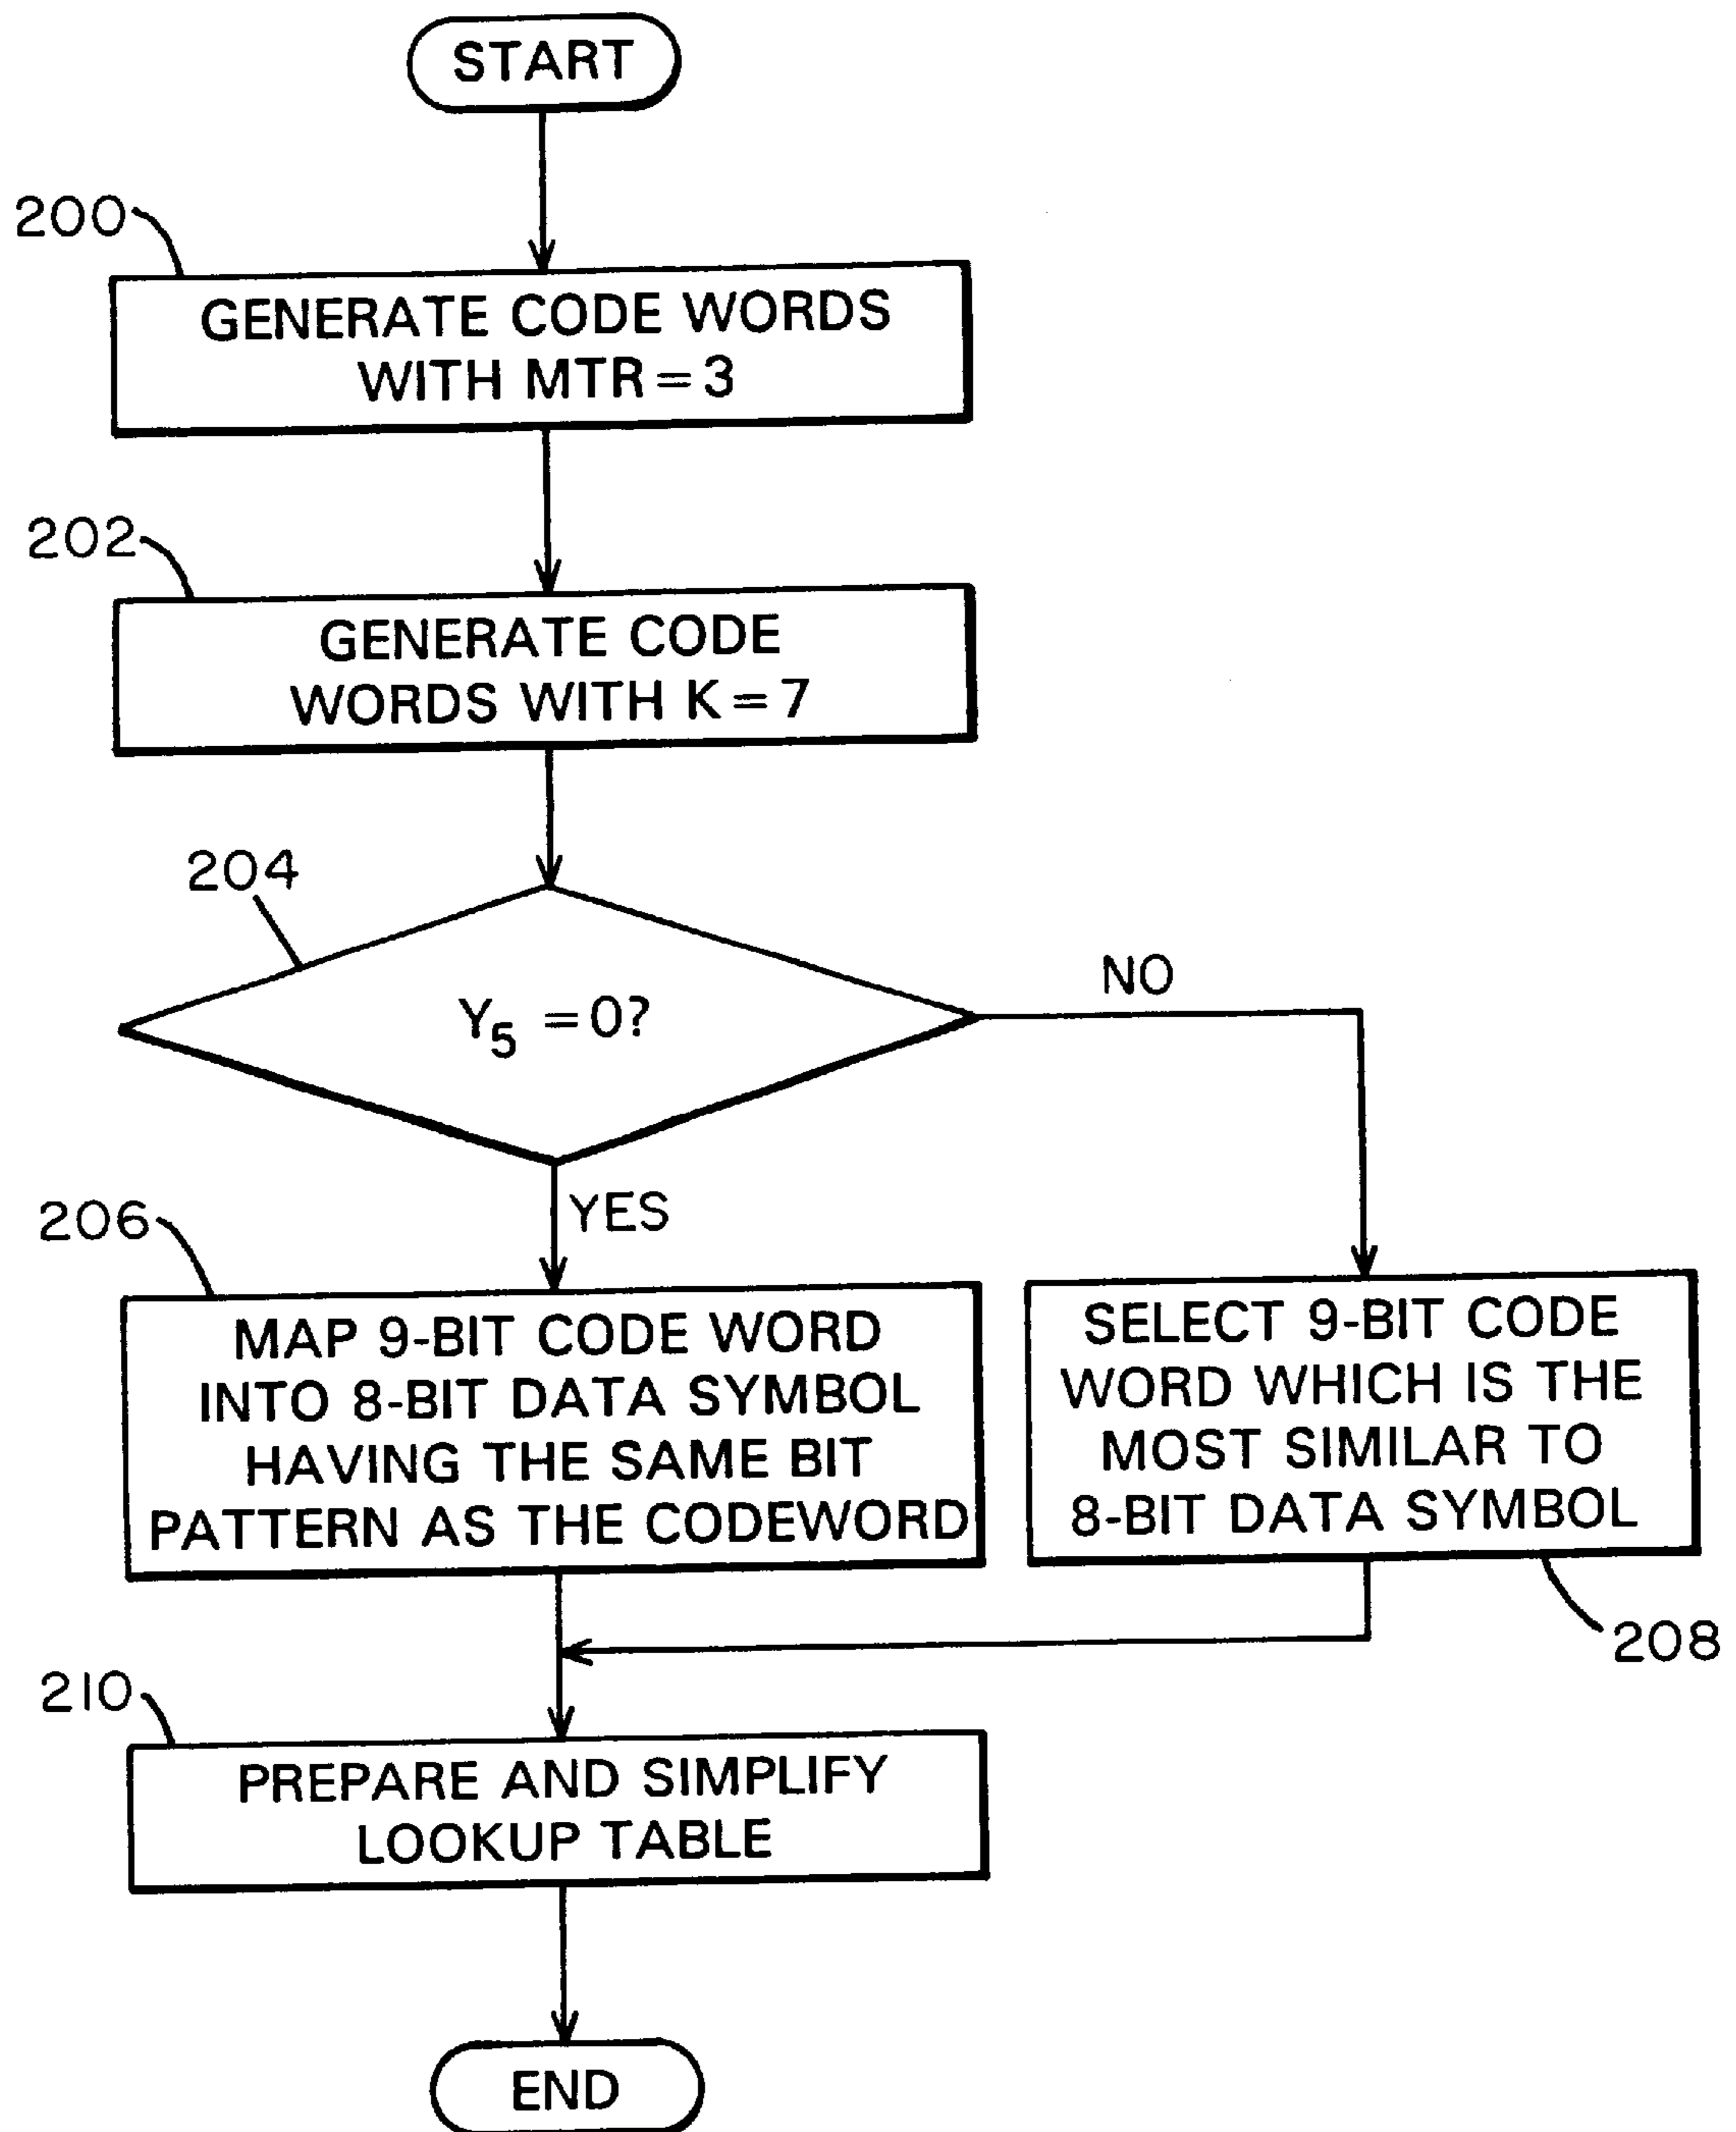 START
200
GENERATE CODE WORDS
WITH MTR = 3
202
GENERATE CODE
WORDS WITH K = 7
204
Y5 = 0?
NO
YES
206
MAP 9-BIT CODE WORD
INTO 8-BIT DATA SYMBOL
HAVING THE SAME BIT
PATTERN AS THE CODEWORD
SELECT 9-BIT CODE
WORD WHICH IS THE
MOST SIMILAR TO
8-BIT DATA SYMBOL
208
210
PREPARE AND SIMPLIFY
LOOKUP TABLE
END